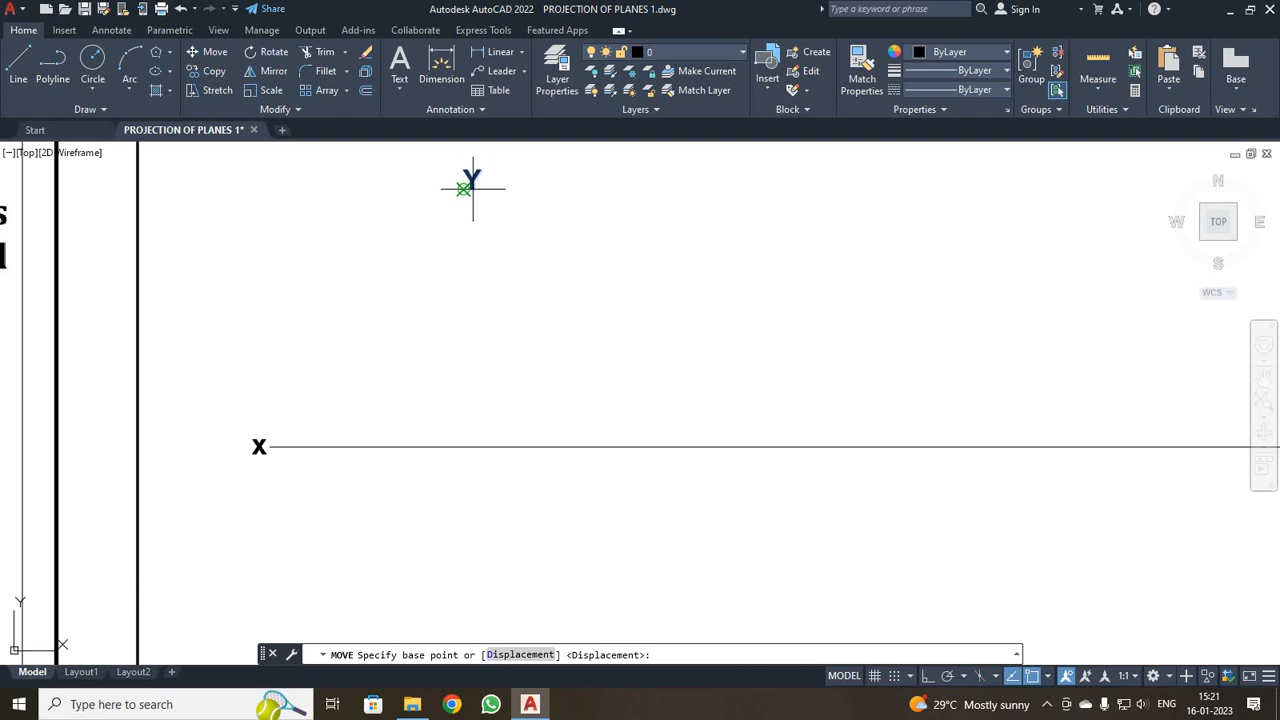 Share
Autodesk AutoCAD 2022 PROJECTION OF PLANES 1.dwg
Type a keyword or phrase
Sign In
Home Insert Annotate Parametric View Manage Output Add-ins Collaborate Express Tools Featured Apps
Line Polyline Circle Arc
Move Rotate Trim
Copy Mirror Fillet
Stretch Scale Array
Text Dimension
Linear
Leader
Table
Layer Properties
0
Make Current
Match Layer
Insert
Create
Edit
Match Properties
ByLayer
ByLayer
ByLayer
Group
Measure
Paste
Base
Draw Modify Annotation Layers Block Properties Groups Utilities Clipboard View
Start PROJECTION OF PLANES 1*
[−][Top][2D Wireframe]
Y
N
W TOP E
S
WCS
s
l
X
Y
X
MOVE Specify base point or [Displacement] <Displacement>:
Model Layout1 Layout2
MODEL
1:1
Type here to search
29°C Mostly sunny
ENG
15:21
16-01-2023